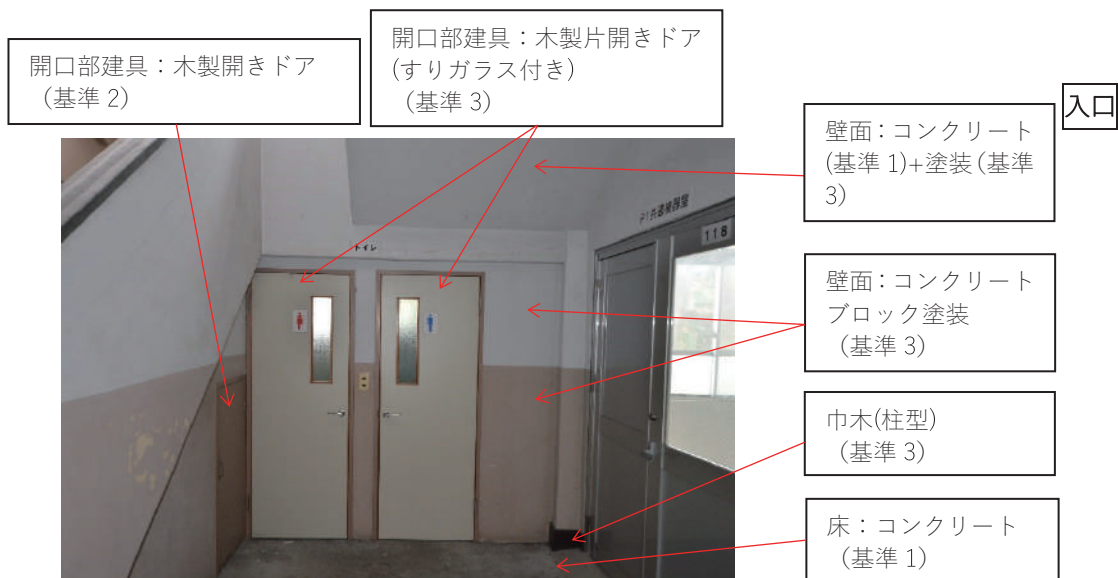 開口部建具：木製開きドア
（基準 2）
開口部建具：木製片開きドア
(すりガラス付き)
（基準 3）
入口
壁面：コンクリート
(基準 1)+塗装 (基準
3)
壁面：コンクリート
ブロック塗装
（基準 3）
巾木(柱型)
（基準 3）
床：コンクリート
（基準 1）
トイレ
118